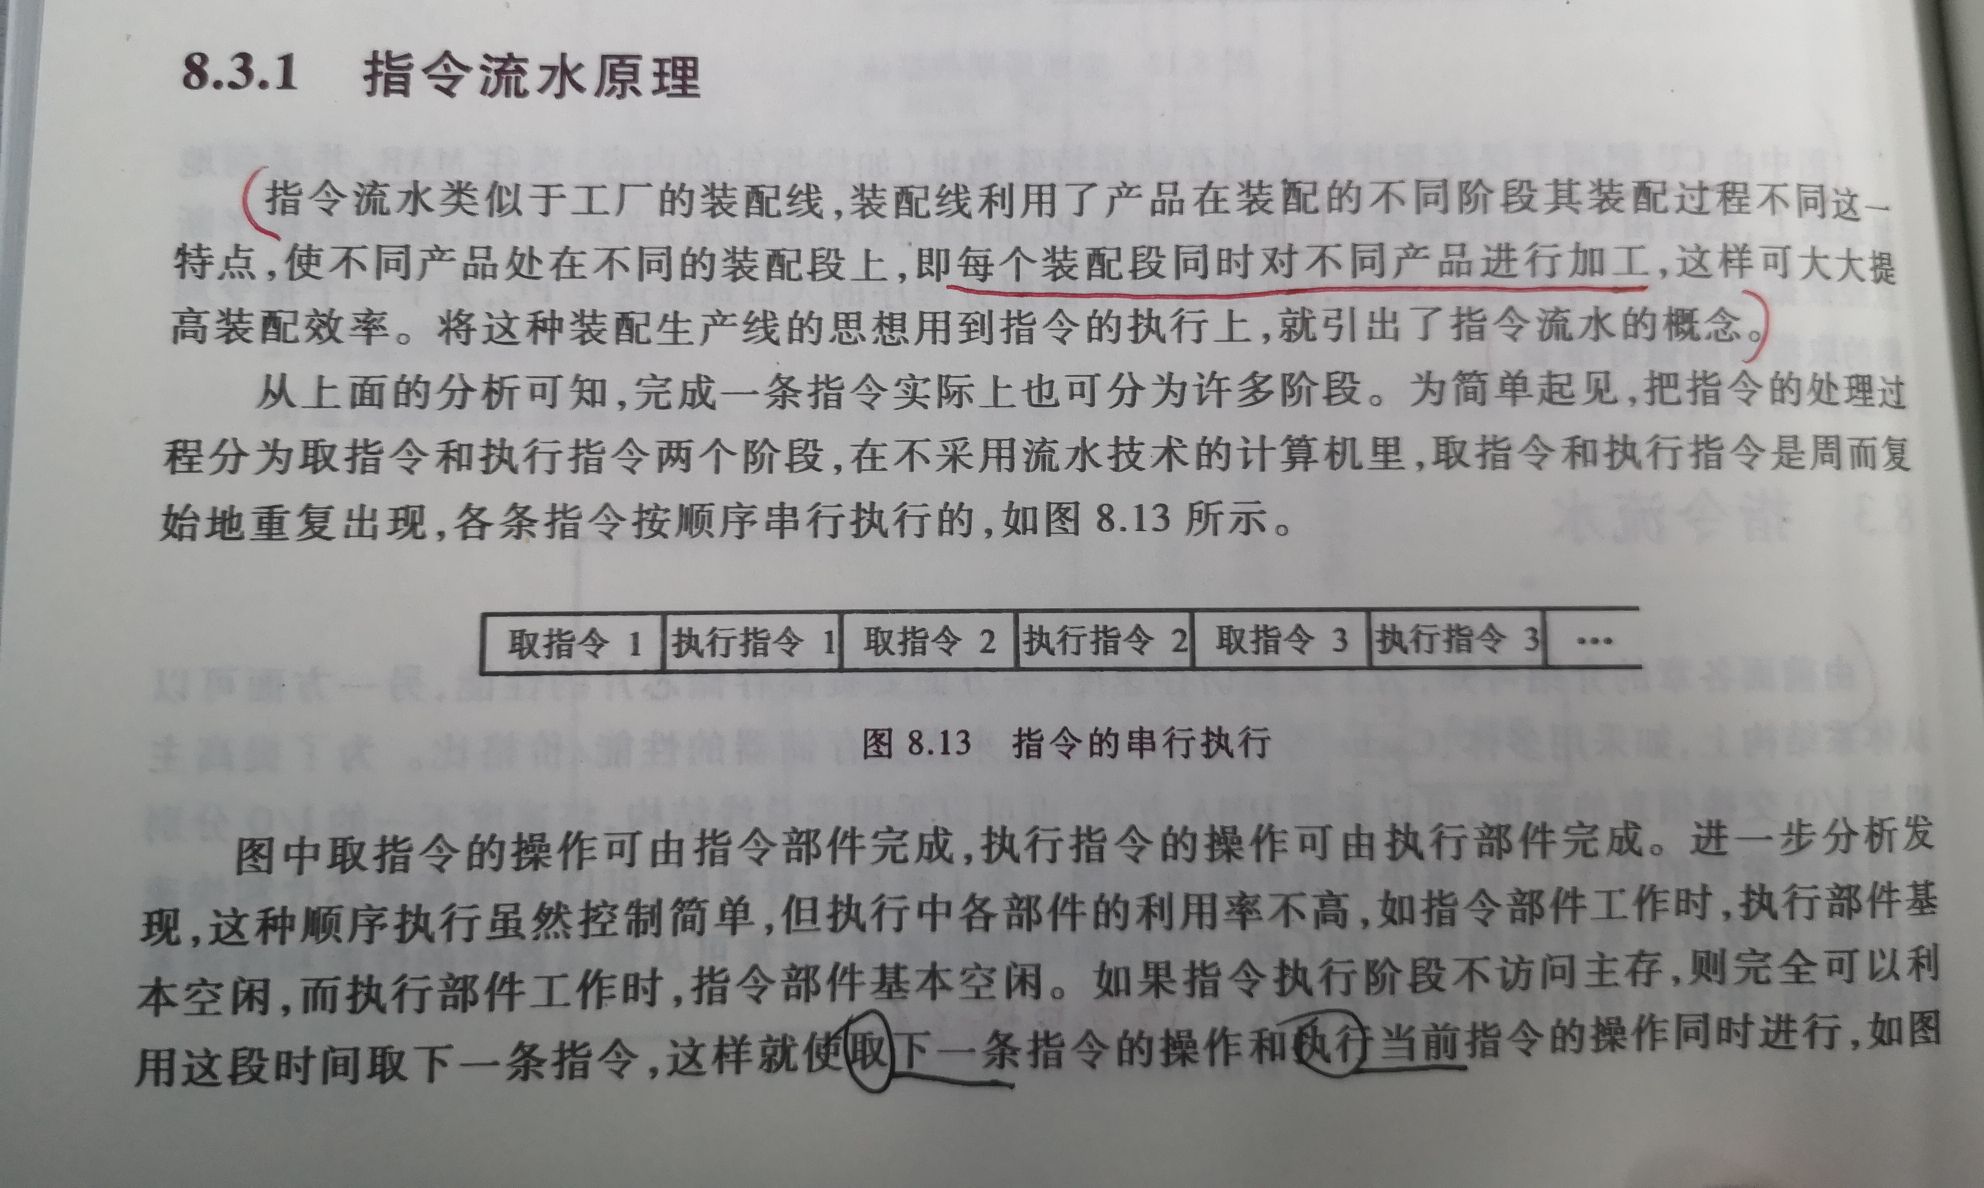 8.3.1 指令流水原理
指令流水类似于工厂的装配线,装配线利用了产品在装配的不同阶段其装配过程不同这一
特点,使不同产品处在不同的装配段上,即每个装配段同时对不同产品进行加工,这样可大大提
高装配效率。将这种装配生产线的思想用到指令的执行上,就引出了指令流水的概念。
从上面的分析可知,完成一条指令实际上也可分为许多阶段。为简单起见,把指令的处理过
程分为取指令和执行指令两个阶段,在不采用流水技术的计算机里,取指令和执行指令是周而复
始地重复出现,各条指令按顺序串行执行的,如图 8.13 所示。
取指令 1 执行指令 1 取指令 2 执行指令 2 取指令 3 执行指令 3 …
图 8.13 指令的串行执行
图中取指令的操作可由指令部件完成,执行指令的操作可由执行部件完成。进一步分析发
现,这种顺序执行虽然控制简单,但执行中各部件的利用率不高,如指令部件工作时,执行部件基
本空闲,而执行部件工作时,指令部件基本空闲。如果指令执行阶段不访问主存,则完全可以利
用这段时间取下一条指令,这样就使取下一条指令的操作和执行当前指令的操作同时进行,如图